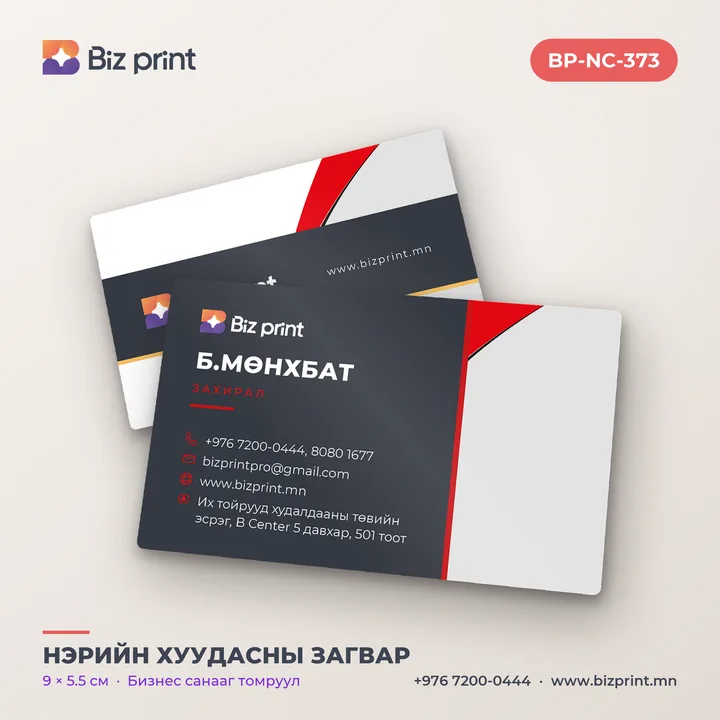 Biz print
BP-NC-373
www.bizprint.mn
Biz print
Б.МӨНХБАТ
ЗАХИРАЛ
+976 7200-0444, 8080 1677
bizprintpro@gmail.com
www.bizprint.mn
Их тойрууд худалдааны төвийн
эсрэг, B Center 5 давхар, 501 тоот
НЭРИЙН ХУУДАСНЫ ЗАГВАР
9 × 5.5 см · Бизнес санааг томруул
+976 7200-0444 · www.bizprint.mn